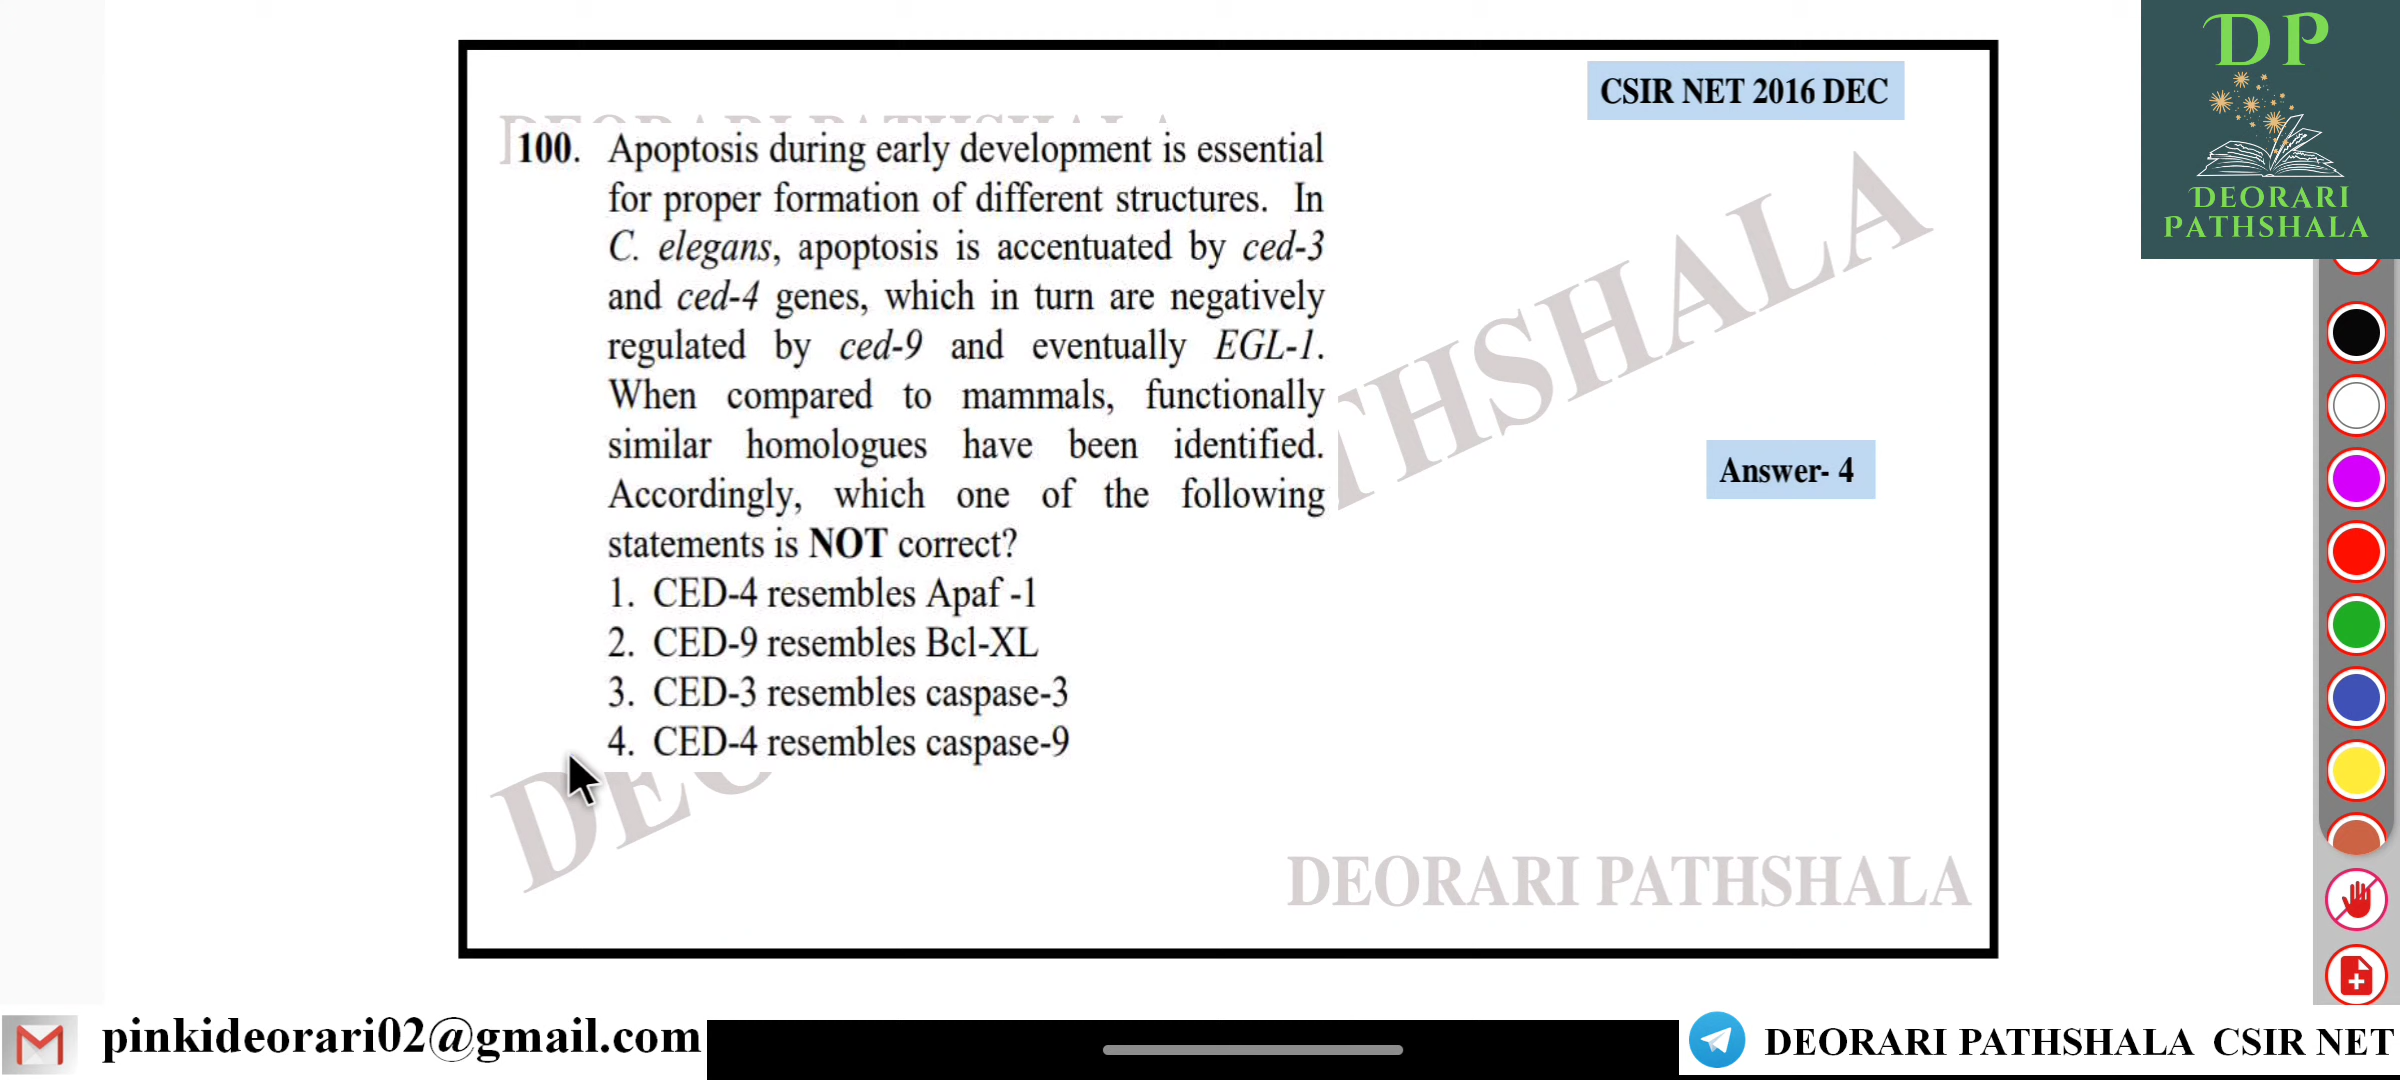 DP
DEORARI
PATHSHALA
CSIR NET 2016 DEC
DEORARI PATHSHALA
100. Apoptosis during early development is essential
for proper formation of different structures. In
C. elegans, apoptosis is accentuated by ced-3
and ced-4 genes, which in turn are negatively
regulated by ced-9 and eventually EGL-1.
When compared to mammals, functionally
similar homologues have been identified.
Accordingly, which one of the following
statements is NOT correct?
1. CED-4 resembles Apaf -1
2. CED-9 resembles Bcl-XL
3. CED-3 resembles caspase-3
4. CED-4 resembles caspase-9
Answer- 4
THSHALA
DEORARI PATHSHALA
pinkideorari02@gmail.com
DEORARI PATHSHALA CSIR NET